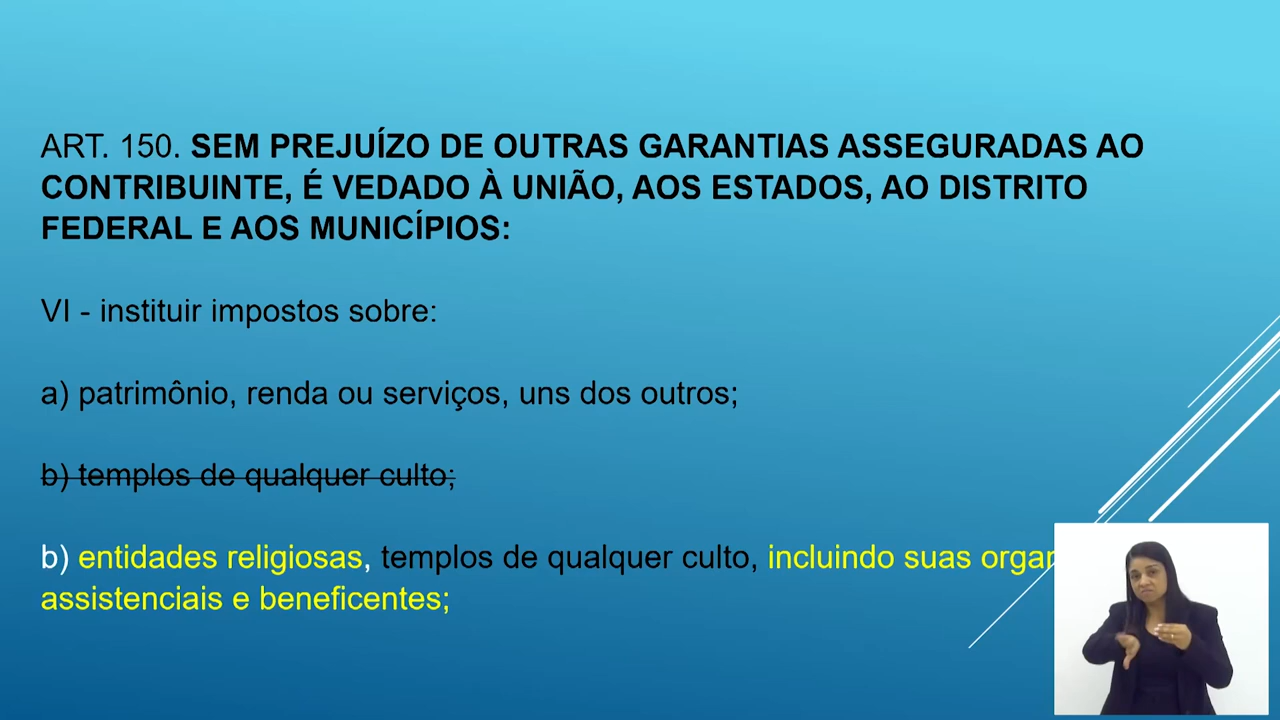 ART. 150. SEM PREJUÍZO DE OUTRAS GARANTIAS ASSEGURADAS AO
CONTRIBUINTE, É VEDADO À UNIÃO, AOS ESTADOS, AO DISTRITO
FEDERAL E AOS MUNICÍPIOS:
VI - instituir impostos sobre:
a) patrimônio, renda ou serviços, uns dos outros;
b) templos de qualquer culto;
b) entidades religiosas, templos de qualquer culto, incluindo suas
assistenciais e beneficentes;